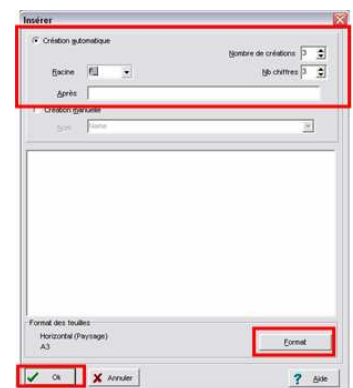 Insérer
Création automatique
Nombre de créations 3
Racine
Nb chiffres 3
Après
Création manuelle
Nom Name
Format des feuilles
Horizontal (Paysage)
A3
Format
Ok
Annuler
? Aide